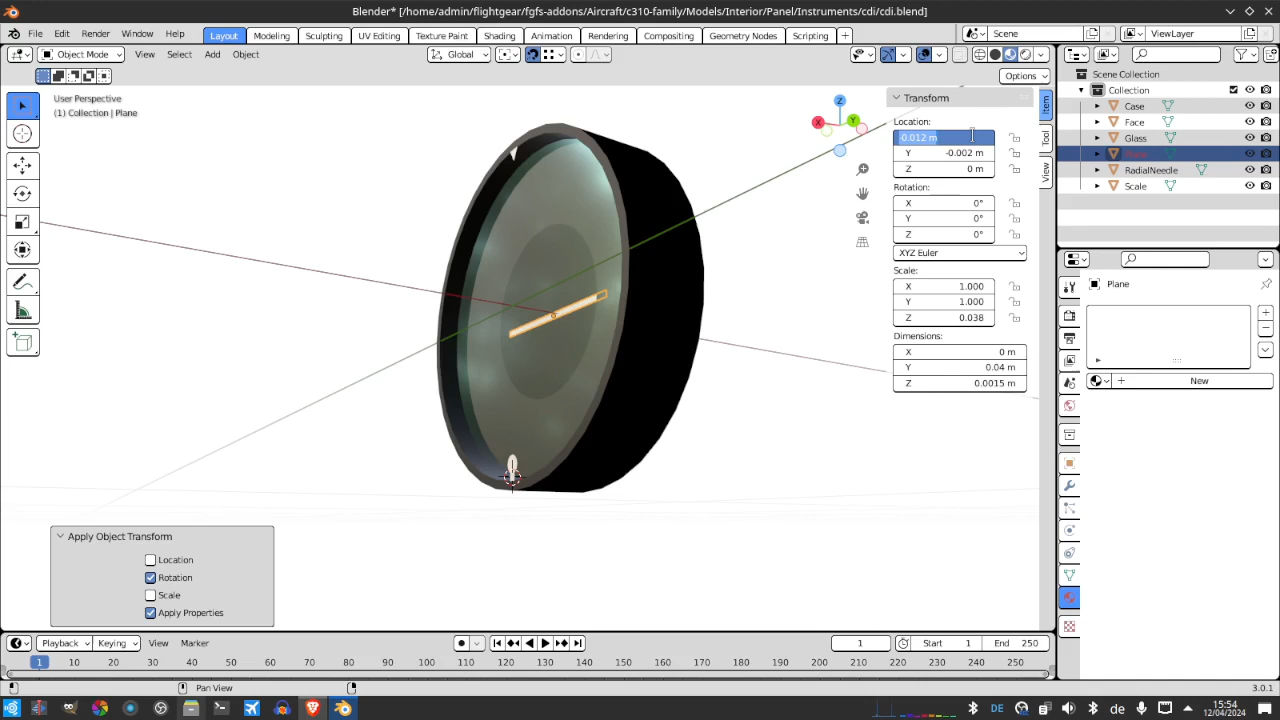 Blender* [/home/admin/flightgear/fgfs-addons/Aircraft/c310-family/Models/Interior/Panel/Instruments/cdi/cdi.blend]
File Edit Render Window Help Layout Modeling Sculpting UV Editing Texture Paint Shading Animation Rendering Compositing Geometry Nodes Scripting + Scene ViewLayer
Object Mode View Select Add Object Global
Options
User Perspective
(1) Collection | Plane
X Y Z
Transform
Location:
-0.012 m
Y -0.002 m
Z 0 m
Rotation:
X 0°
Y 0°
Z 0°
XYZ Euler
Scale:
X 1.000
Y 1.000
Z 0.038
Dimensions:
X 0 m
Y 0.04 m
Z 0.0015 m
Item
Tool
View
Scene Collection
Collection
Case
Face
Glass
RadialNeedle
Scale
Plane
New
Apply Object Transform
Location
Rotation
Scale
Apply Properties
Playback Keying View Marker 1 Start 1 End 250
1 10 20 30 40 50 60 70 80 90 100 110 120 130 140 150 160 170 180 190 200 210 220 230 240 250
Pan View 3.0.1
DE de 15:54
12/04/2024